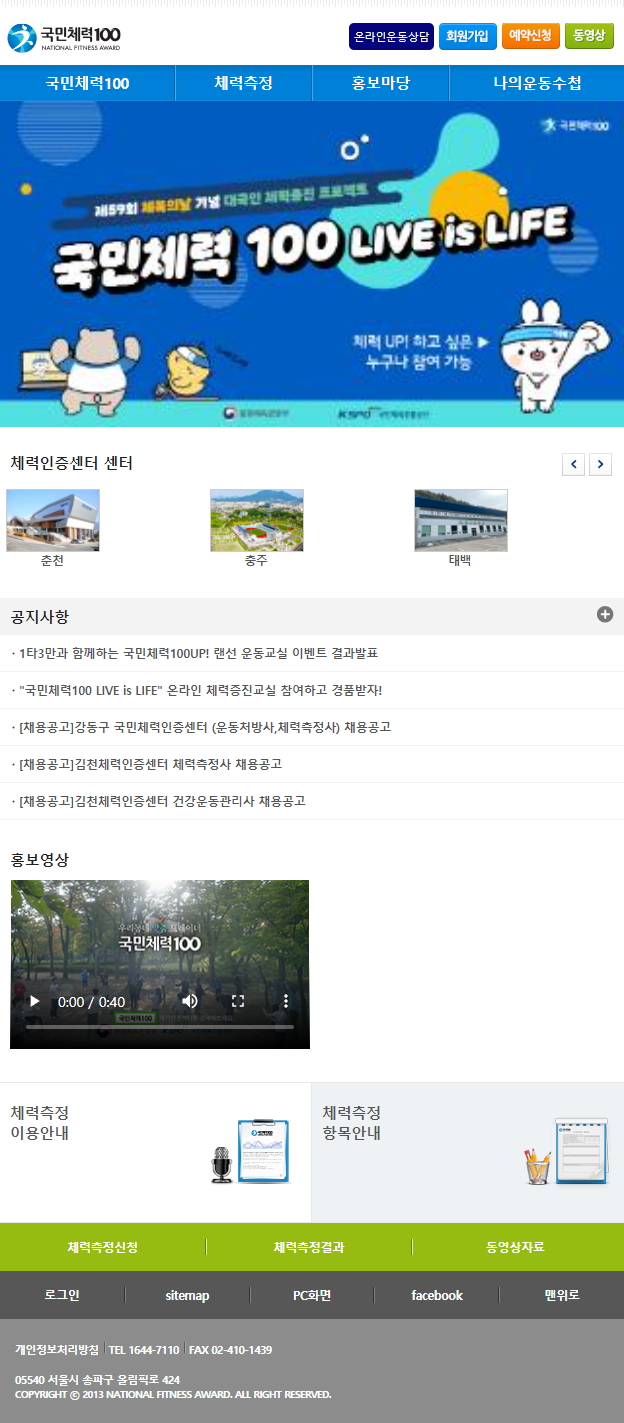 국민체력100
NATIONAL FITNESS AWARD
온라인운동상담
회원가입
예약신청
동영상
국민체력100
체력측정
홍보마당
나의운동수첩
국민체력100
제59회 체육의날 기념 대국민 체력증진 프로젝트
국민체력 100 LIVE is LIFE
체력 UP! 하고 싶은 ▶
누구나 참여 가능
KSPO
체력인증센터 센터
춘천
충주
태백
공지사항
· 1타3만과 함께하는 국민체력100UP! 랜선 운동교실 이벤트 결과발표
· "국민체력100 LIVE is LIFE" 온라인 체력증진교실 참여하고 경품받자!
· [채용공고]강동구 국민체력인증센터 (운동처방사,체력측정사) 채용공고
· [채용공고]김천체력인증센터 체력측정사 채용공고
· [채용공고]김천체력인증센터 건강운동관리사 채용공고
홍보영상
국민체력100
0:00 / 0:40
국민체력100
체력측정
이용안내
체력측정
항목안내
체력측정신청
체력측정결과
동영상자료
로그인
sitemap
PC화면
facebook
맨위로
개인정보처리방침 TEL 1644-7110 FAX 02-410-1439
05540 서울시 송파구 올림픽로 424
COPYRIGHT ⓒ 2013 NATIONAL FITNESS AWARD. ALL RIGHT RESERVED.